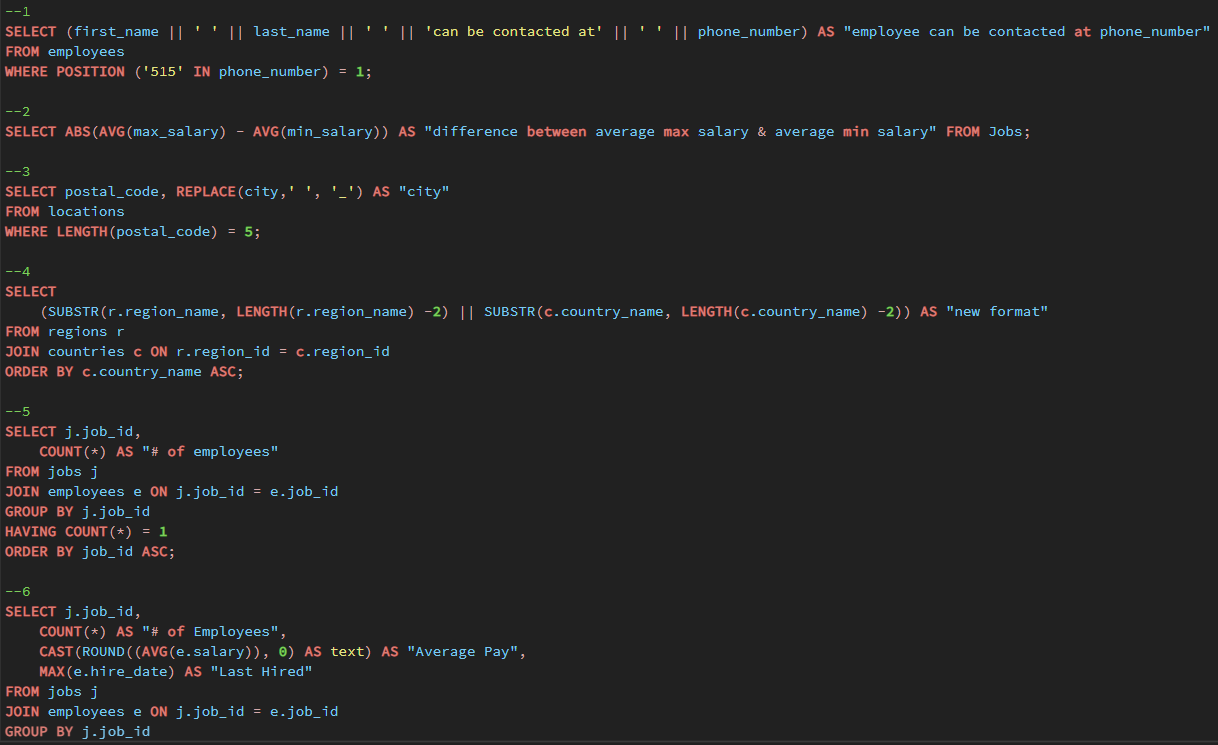 --1
SELECT (first_name || ' ' || last_name || ' ' || 'can be contacted at' || ' ' || phone_number) AS "employee can be contacted at phone_number"
FROM employees
WHERE POSITION ('515' IN phone_number) = 1;
--2
SELECT ABS(AVG(max_salary) - AVG(min_salary)) AS "difference between average max salary & average min salary" FROM Jobs;
--3
SELECT postal_code, REPLACE(city,' ', '_') AS "city"
FROM locations
WHERE LENGTH(postal_code) = 5;
--4
SELECT
    (SUBSTR(r.region_name, LENGTH(r.region_name) -2) || SUBSTR(c.country_name, LENGTH(c.country_name) -2)) AS "new format"
FROM regions r
JOIN countries c ON r.region_id = c.region_id
ORDER BY c.country_name ASC;
--5
SELECT j.job_id,
    COUNT(*) AS "# of employees"
FROM jobs j
JOIN employees e ON j.job_id = e.job_id
GROUP BY j.job_id
HAVING COUNT(*) = 1
ORDER BY job_id ASC;
--6
SELECT j.job_id,
    COUNT(*) AS "# of Employees",
    CAST(ROUND((AVG(e.salary)), 0) AS text) AS "Average Pay",
    MAX(e.hire_date) AS "Last Hired"
FROM jobs j
JOIN employees e ON j.job_id = e.job_id
GROUP BY j.job_id